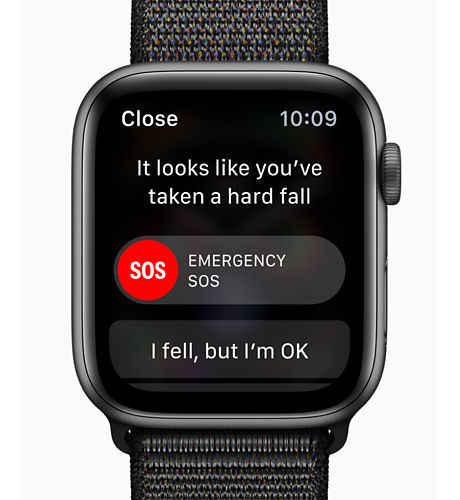 Close 10:09
It looks like you've
taken a hard fall
SOS EMERGENCY
SOS
I fell, but I'm OK